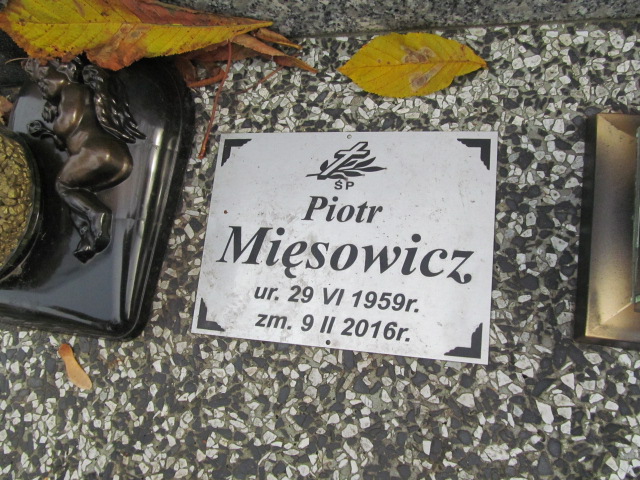 ŚP
Piotr
Mięsowicz
ur. 29 VI 1959r.
zm. 9 II 2016r.